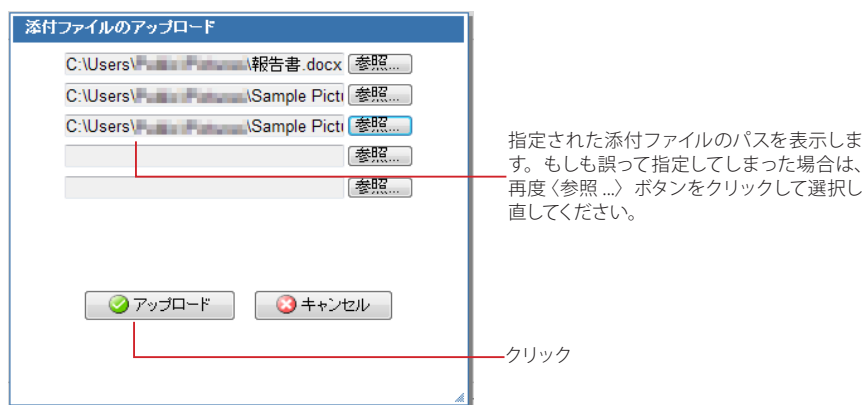 添付ファイルのアップロード
C:\Users\ \報告書.docx 参照...
C:\Users\ \Sample Pict 参照...
C:\Users\ \Sample Pictu 参照...
参照...
参照...
指定された添付ファイルのパスを表示しま
す。もしも誤って指定してしまった場合は、
再度〈参照 ...〉ボタンをクリックして選択し
直してください。
アップロード キャンセル
クリック